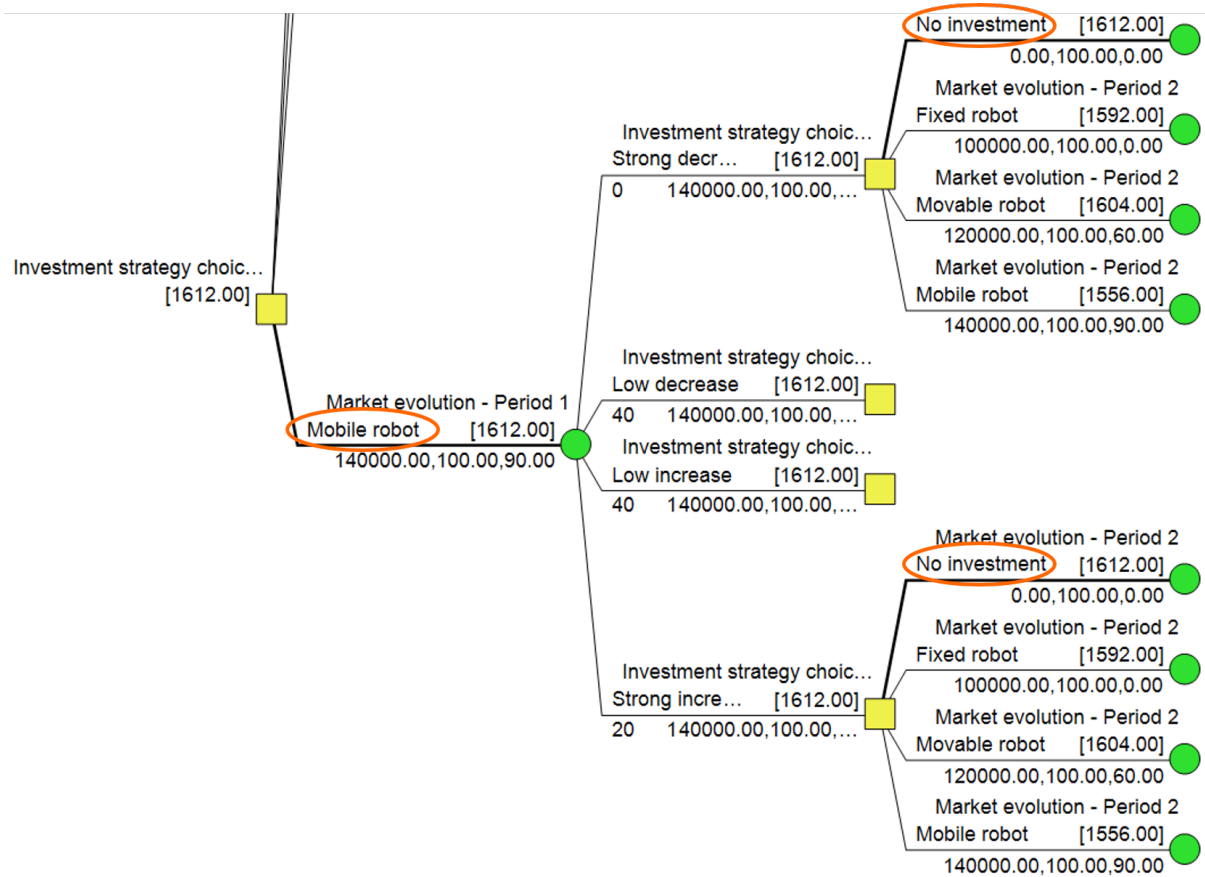 No investment [1612.00]
0.00,100.00,0.00
Market evolution - Period 2
Fixed robot [1592.00]
100000.00,100.00,0.00
Market evolution - Period 2
Movable robot [1604.00]
120000.00,100.00,60.00
Market evolution - Period 2
Mobile robot [1556.00]
140000.00,100.00,90.00
Investment strategy choic...
Strong decr... [1612.00]
0 140000.00,100.00,...
Investment strategy choic...
[1612.00]
Market evolution - Period 1
Mobile robot [1612.00]
140000.00,100.00,90.00
Investment strategy choic...
Low decrease [1612.00]
40 140000.00,100.00,...
Investment strategy choic...
Low increase [1612.00]
40 140000.00,100.00,...
Investment strategy choic...
Strong incre... [1612.00]
20 140000.00,100.00,...
Market evolution - Period 2
No investment [1612.00]
0.00,100.00,0.00
Market evolution - Period 2
Fixed robot [1592.00]
100000.00,100.00,0.00
Market evolution - Period 2
Movable robot [1604.00]
120000.00,100.00,60.00
Market evolution - Period 2
Mobile robot [1556.00]
140000.00,100.00,90.00